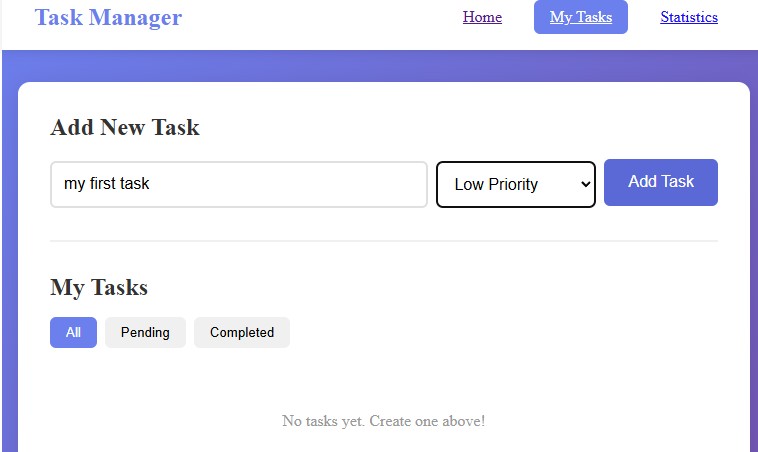 Task Manager Home My Tasks Statistics
Add New Task
my first task Low Priority Add Task
My Tasks
All Pending Completed
No tasks yet. Create one above!